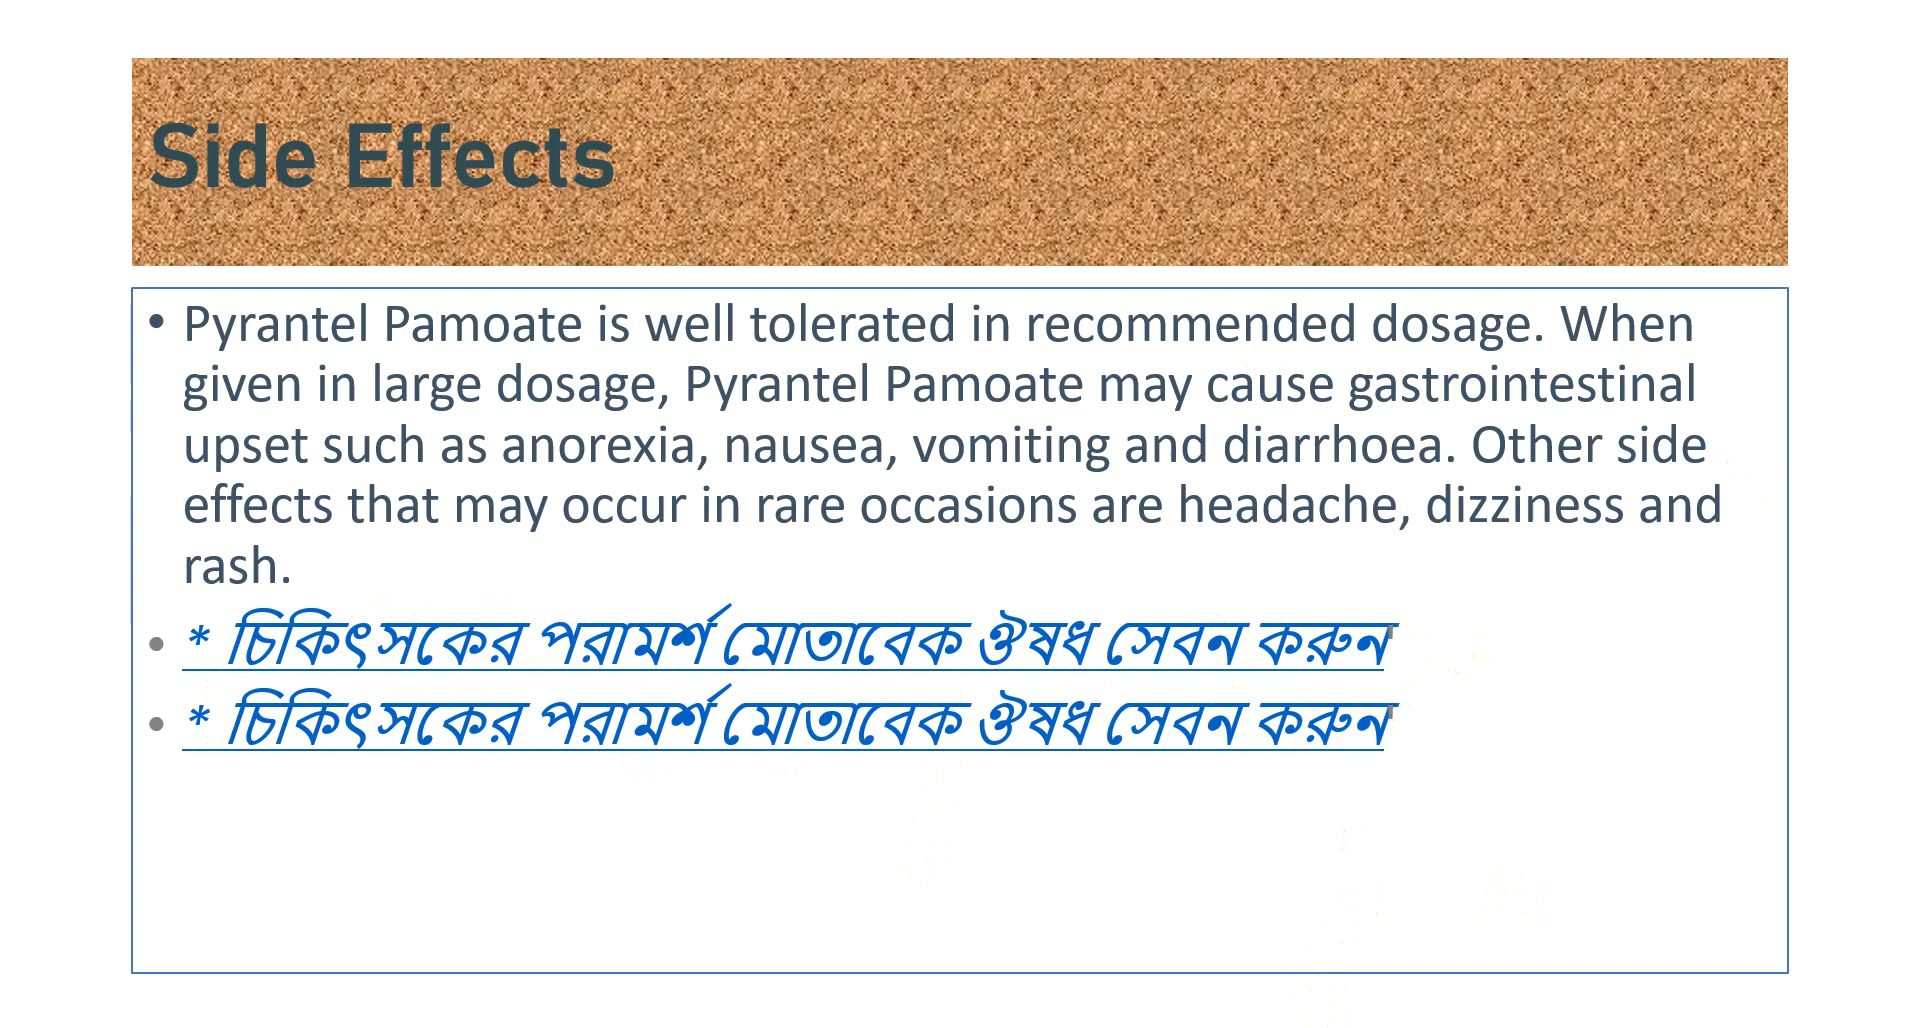 Side Effects
• Pyrantel Pamoate is well tolerated in recommended dosage. When
given in large dosage, Pyrantel Pamoate may cause gastrointestinal
upset such as anorexia, nausea, vomiting and diarrhoea. Other side
effects that may occur in rare occasions are headache, dizziness and
rash.
• * চিকিৎসকের পরামর্শ মোতাবেক ঔষধ সেবন করুন'
• * চিকিৎসকের পরামর্শ মোতাবেক ঔষধ সেবন করুন'